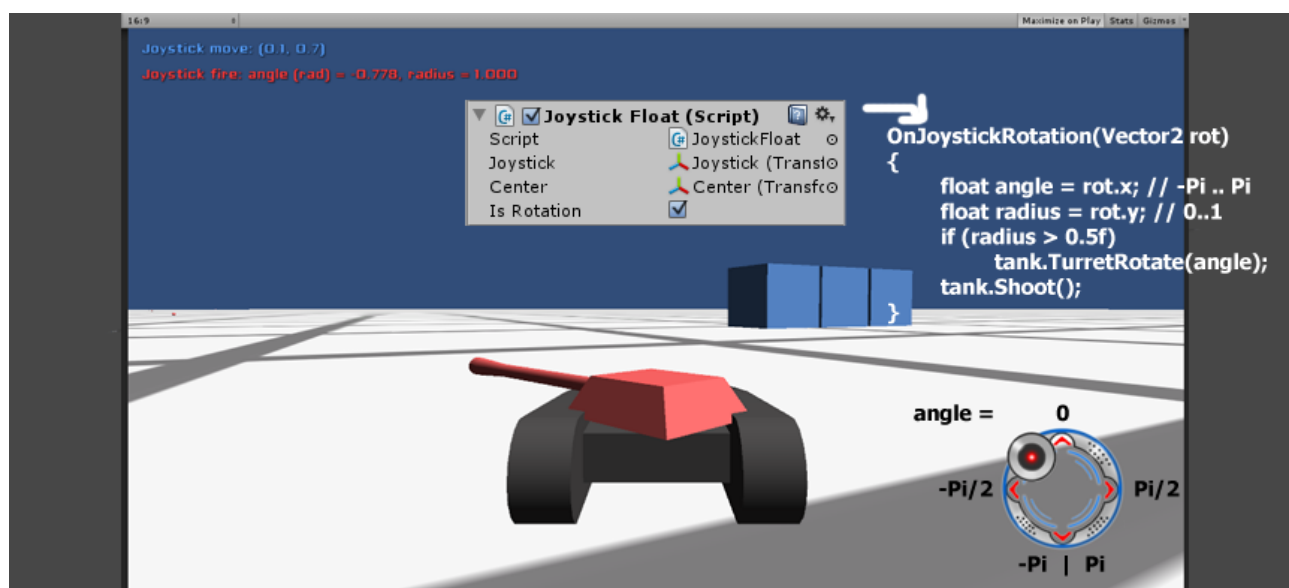 16:9
Maximize on Play Stats Gizmos
Joystick move: (0.1, 0.7)
Joystick fire: angle (rad) = -0.778, radius = 1.000
Joystick Float (Script)
Script JoystickFloat
Joystick Joystick (Transfo
Center Center (Transfo
Is Rotation
OnJoystickRotation(Vector2 rot)
{
float angle = rot.x; // -Pi .. Pi
float radius = rot.y; // 0..1
if (radius > 0.5f)
tank.TurretRotate(angle);
tank.Shoot();
}
angle = 0
-Pi/2 Pi/2
-Pi | Pi